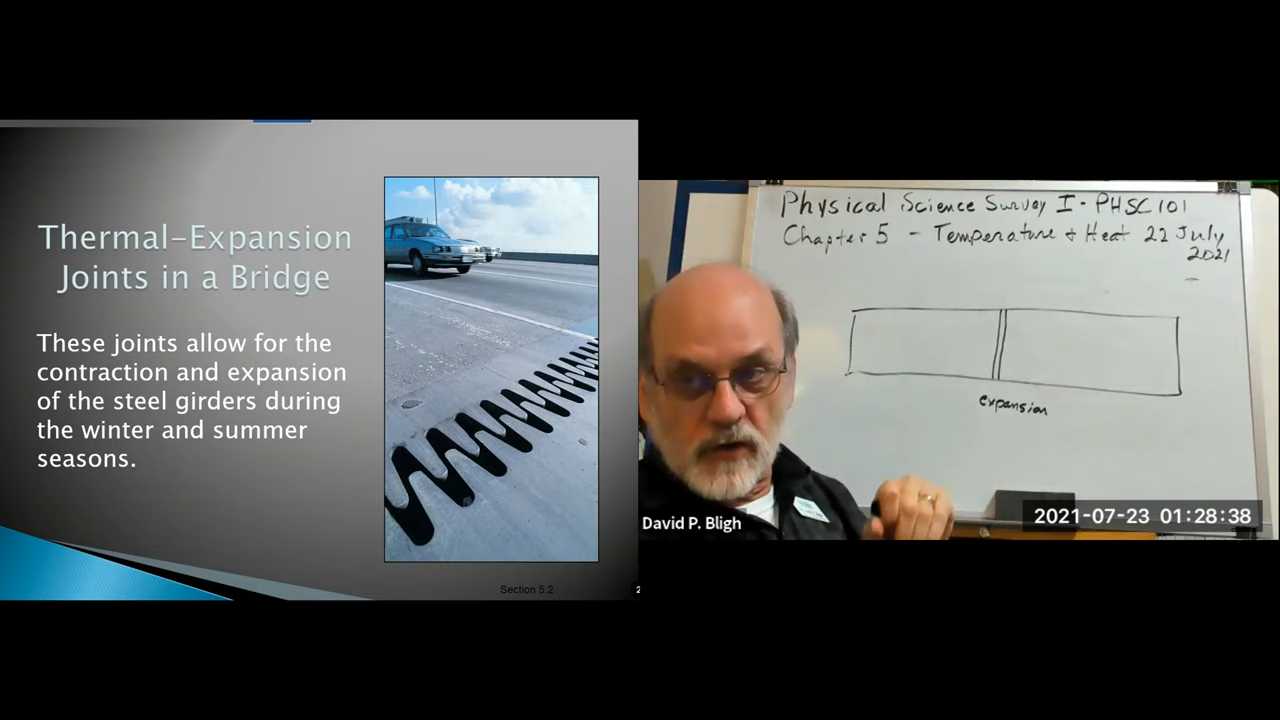 Thermal-Expansion
Joints in a Bridge
These joints allow for the
contraction and expansion
of the steel girders during
the winter and summer
seasons.
Section 5.2
2
Physical Science Survey I - PHSC 101
Chapter 5 - Temperature + Heat 22 July
2021
expansion
David P. Bligh
2021-07-23 01:28:38